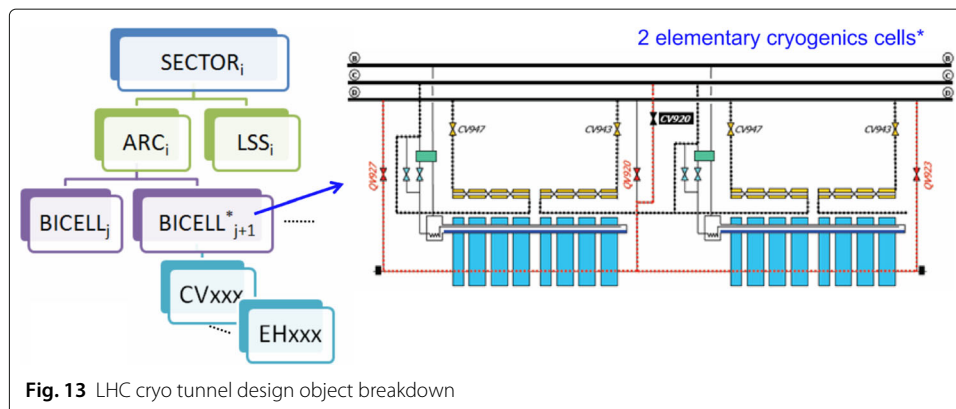 2 elementary cryogenics cells*
SECTORi
ARCi
LSSi
BICELLj
BICELL*j+1
CVxxx
EHxxx
B
B
C
C
D
D
CV947
CV943
CV920
CV947
CV943
QV927
QV920
QV923
Fig. 13 LHC cryo tunnel design object breakdown